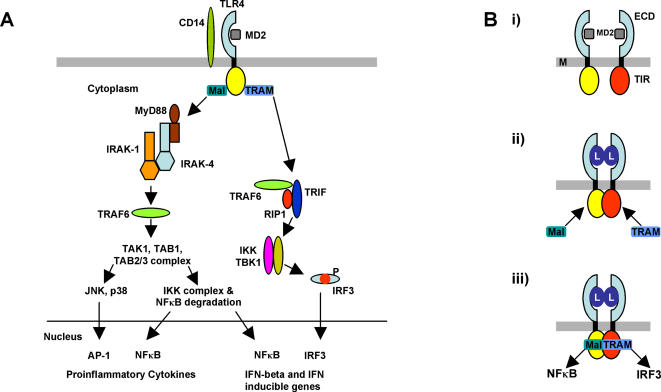 A
TLR4
CD14
MD2
Cytoplasm
Mal
TRAM
MyD88
IRAK-1
IRAK-4
TRAF6
TRIF
RIP1
TRAF6
TAK1, TAB1,
TAB2/3 complex
IKK
TBK1
P
IRF3
JNK, p38
IKK complex &
NFκB degradation
Nucleus
AP-1
NFκB
NFκB
IRF3
Proinflammatory Cytokines
IFN-beta and IFN
inducible genes
B
i)
ECD
MD2
M
TIR
ii)
L
L
Mal
TRAM
iii)
L
L
Mal
TRAM
NFκB
IRF3